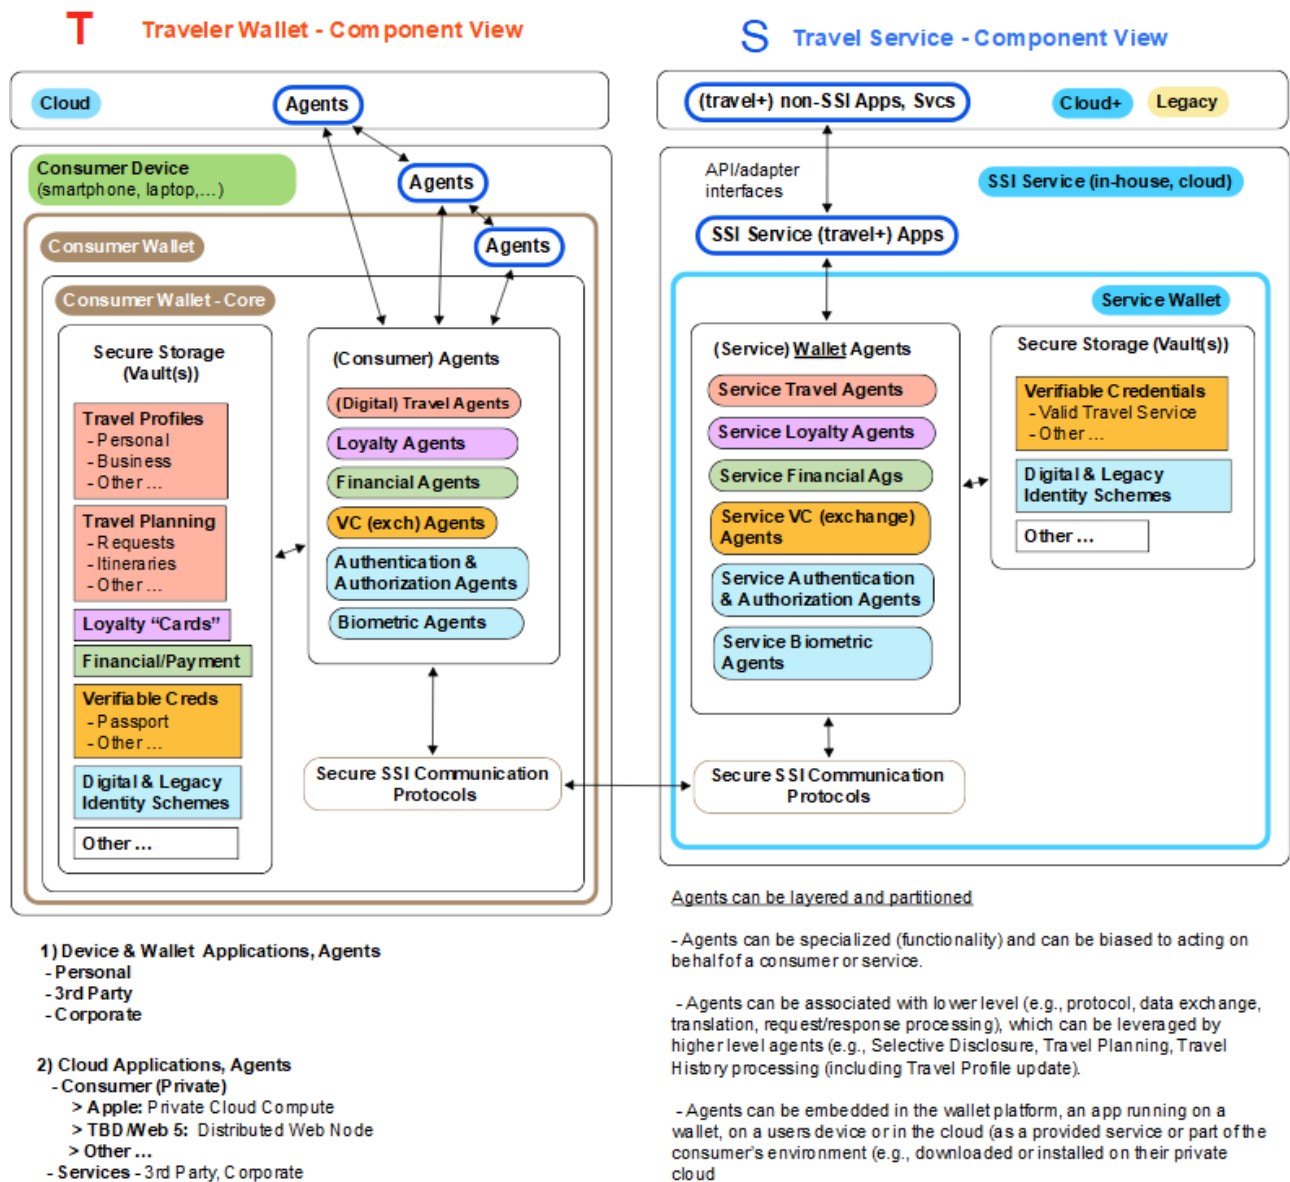 T Traveler Wallet - Component View
Cloud
Agents
Consumer Device
(smartphone, laptop,...)
Agents
Consumer Wallet
Agents
Consumer Wallet - Core
Secure Storage
(Vault(s))
Travel Profiles
- Personal
- Business
- Other ...
Travel Planning
- Requests
- Itineraries
- Other ...
Loyalty “Cards”
Financial/Payment
Verifiable Creds
- Passport
- Other ...
Digital & Legacy
Identity Schemes
Other ...
(Consumer) Agents
(Digital) Travel Agents
Loyalty Agents
Financial Agents
VC (exch) Agents
Authentication &
Authorization Agents
Biometric Agents
Secure SSI Communication
Protocols
1) Device & Wallet Applications, Agents
- Personal
- 3rd Party
- Corporate
2) Cloud Applications, Agents
- Consumer (Private)
> Apple: Private Cloud Compute
> TBD/Web 5: Distributed Web Node
> Other ...
- Services - 3rd Party, Corporate
S Travel Service - Component View
(travel+) non-SSI Apps, Svcs
Cloud+
Legacy
API/adapter
interfaces
SSI Service (in-house, cloud)
SSI Service (travel+) Apps
Service Wallet
(Service) Wallet Agents
Service Travel Agents
Service Loyalty Agents
Service Financial Ags
Service VC (exchange)
Agents
Service Authentication
& Authorization Agents
Service Biometric
Agents
Secure Storage (Vault(s))
Verifiable Credentials
- Valid Travel Service
- Other ...
Digital & Legacy
Identity Schemes
Other ...
Secure SSI Communication
Protocols
Agents can be layered and partitioned
- Agents can be specialized (functionality) and can be biased to acting on
behalf of a consumer or service.
- Agents can be associated with lower level (e.g., protocol, data exchange,
translation, request/response processing), which can be leveraged by
higher level agents (e.g., Selective Disclosure, Travel Planning, Travel
History processing (including Travel Profile update).
- Agents can be embedded in the wallet platform, an app running on a
wallet, on a users device or in the cloud (as a provided service or part of the
consumer's environment (e.g., downloaded or installed on their private
cloud